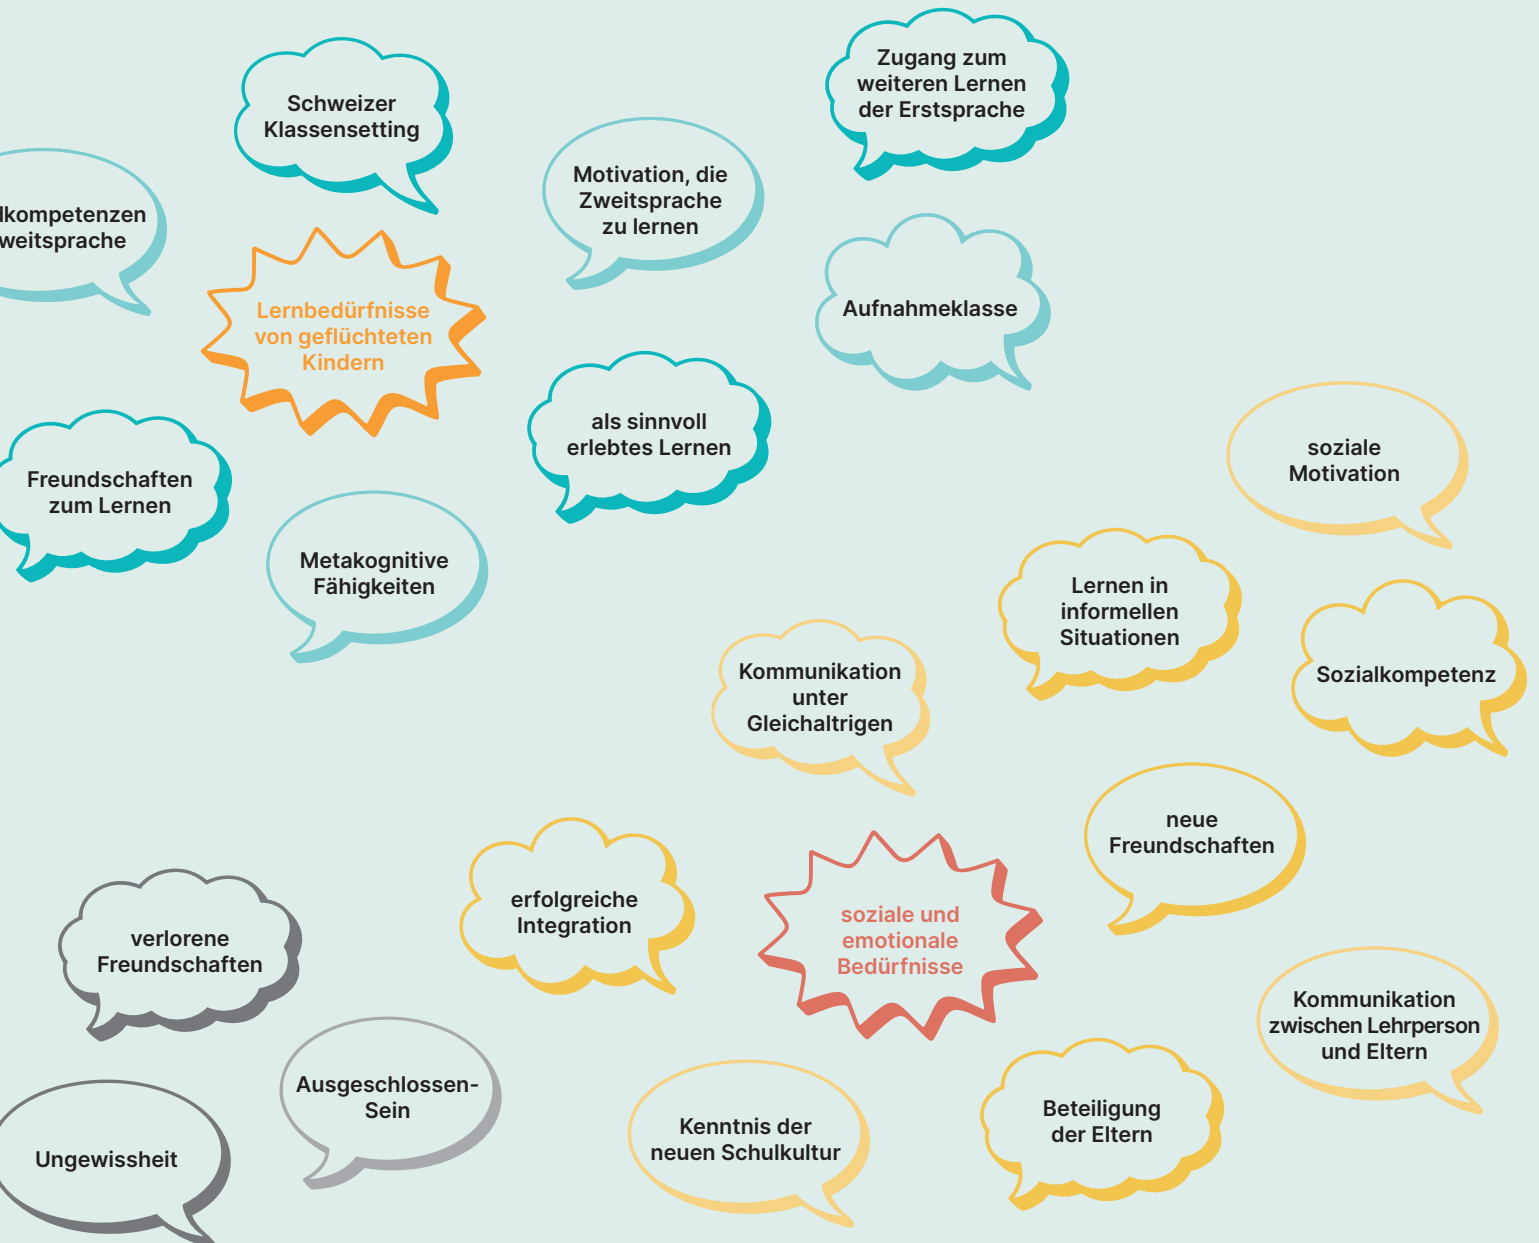 Zugang zum
weiteren Lernen
der Erstsprache
Schweizer
Klassensetting
Motivation, die
Zweitsprache
zu lernen
Lernbedürfnisse
von geflüchteten
Kindern
Aufnahmeklasse
als sinnvoll
erlebtes Lernen
Freundschaften
zum Lernen
Metakognitive
Fähigkeiten
soziale
Motivation
Lernen in
informellen
Situationen
Sozialkompetenz
Kommunikation
unter
Gleichaltrigen
neue
Freundschaften
erfolgreiche
Integration
soziale und
emotionale
Bedürfnisse
verlorene
Freundschaften
Kommunikation
zwischen Lehrperson
und Eltern
Ausgeschlossen-
Sein
Beteiligung
der Eltern
Kenntnis der
neuen Schulkultur
Ungewissheit